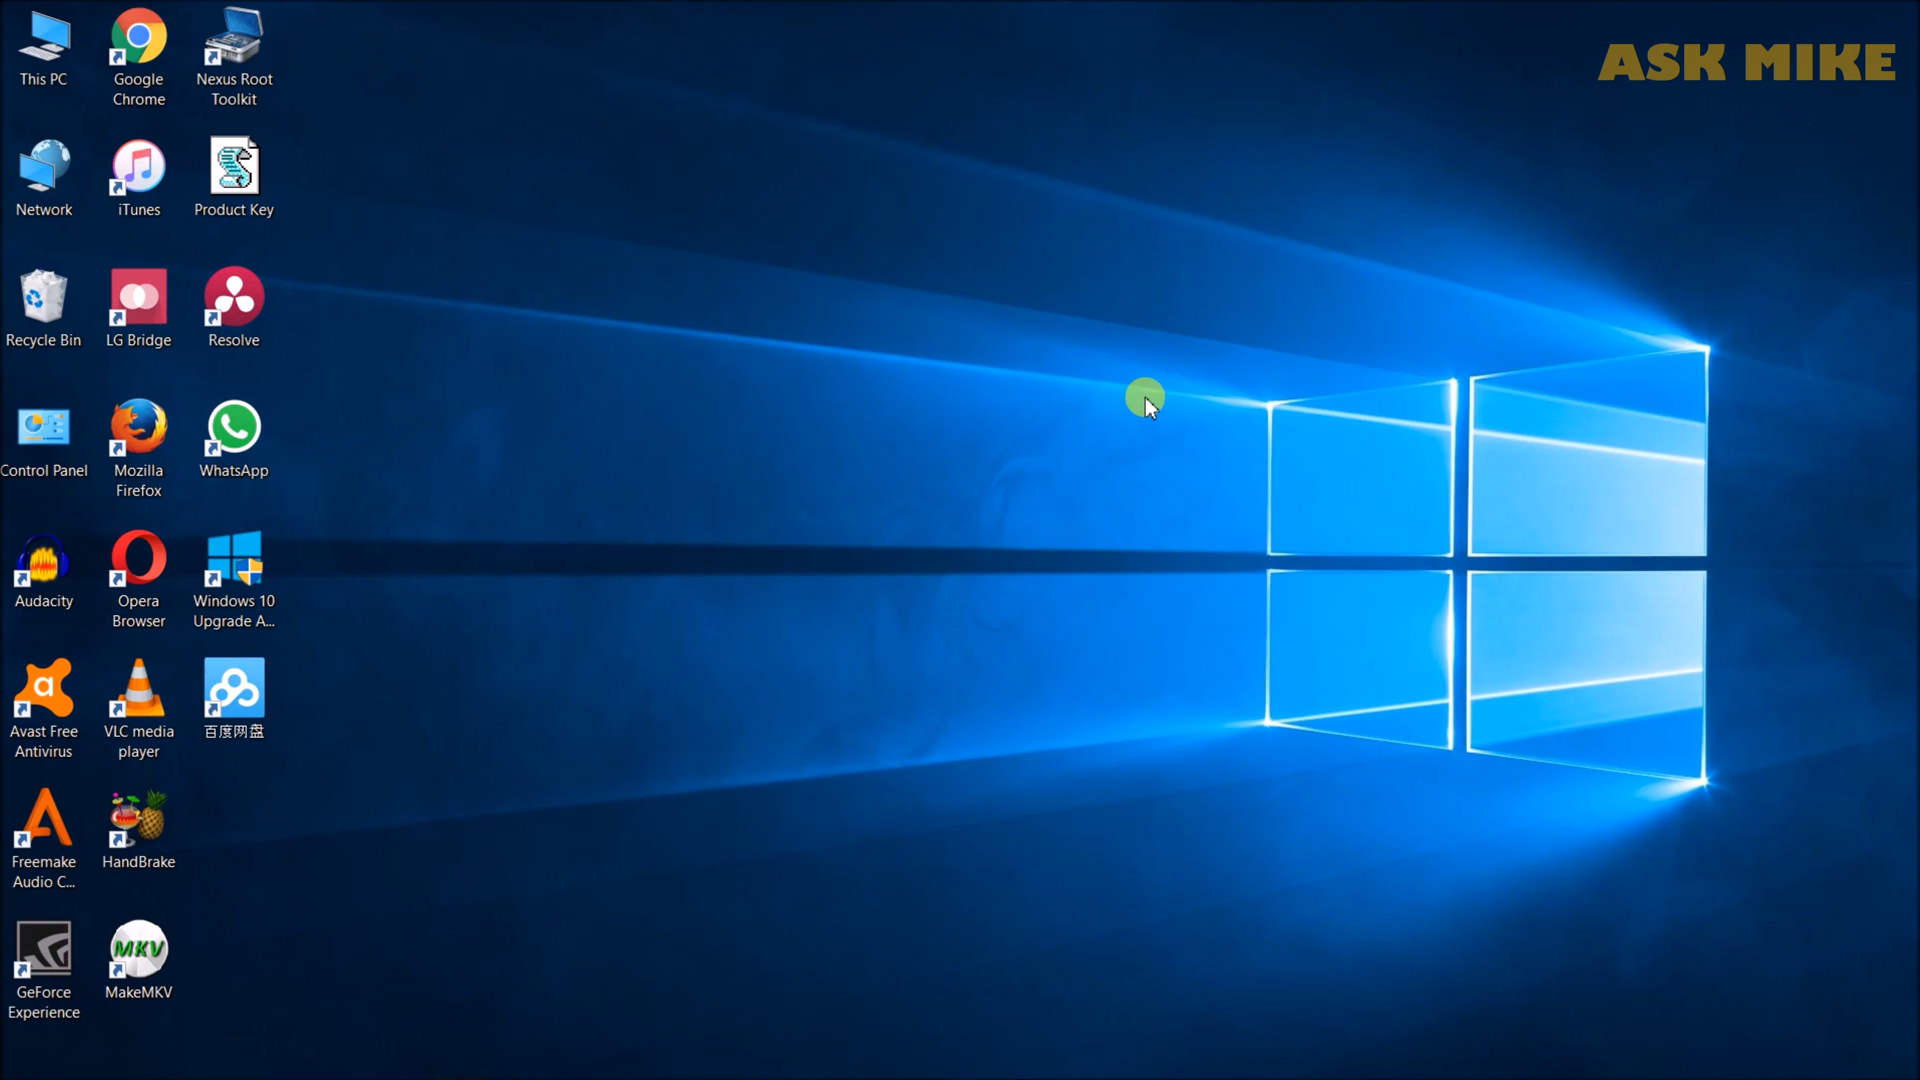 ASK MIKE
This PC
Google
Chrome
Nexus Root
Toolkit
Network
iTunes
Product Key
Recycle Bin
LG Bridge
Resolve
Control Panel
Mozilla
Firefox
WhatsApp
Audacity
Opera
Browser
Windows 10
Upgrade A...
a
Avast Free
Antivirus
VLC media
player
百度网盘
Freemake
Audio C...
HandBrake
MKV
GeForce
Experience
MakeMKV